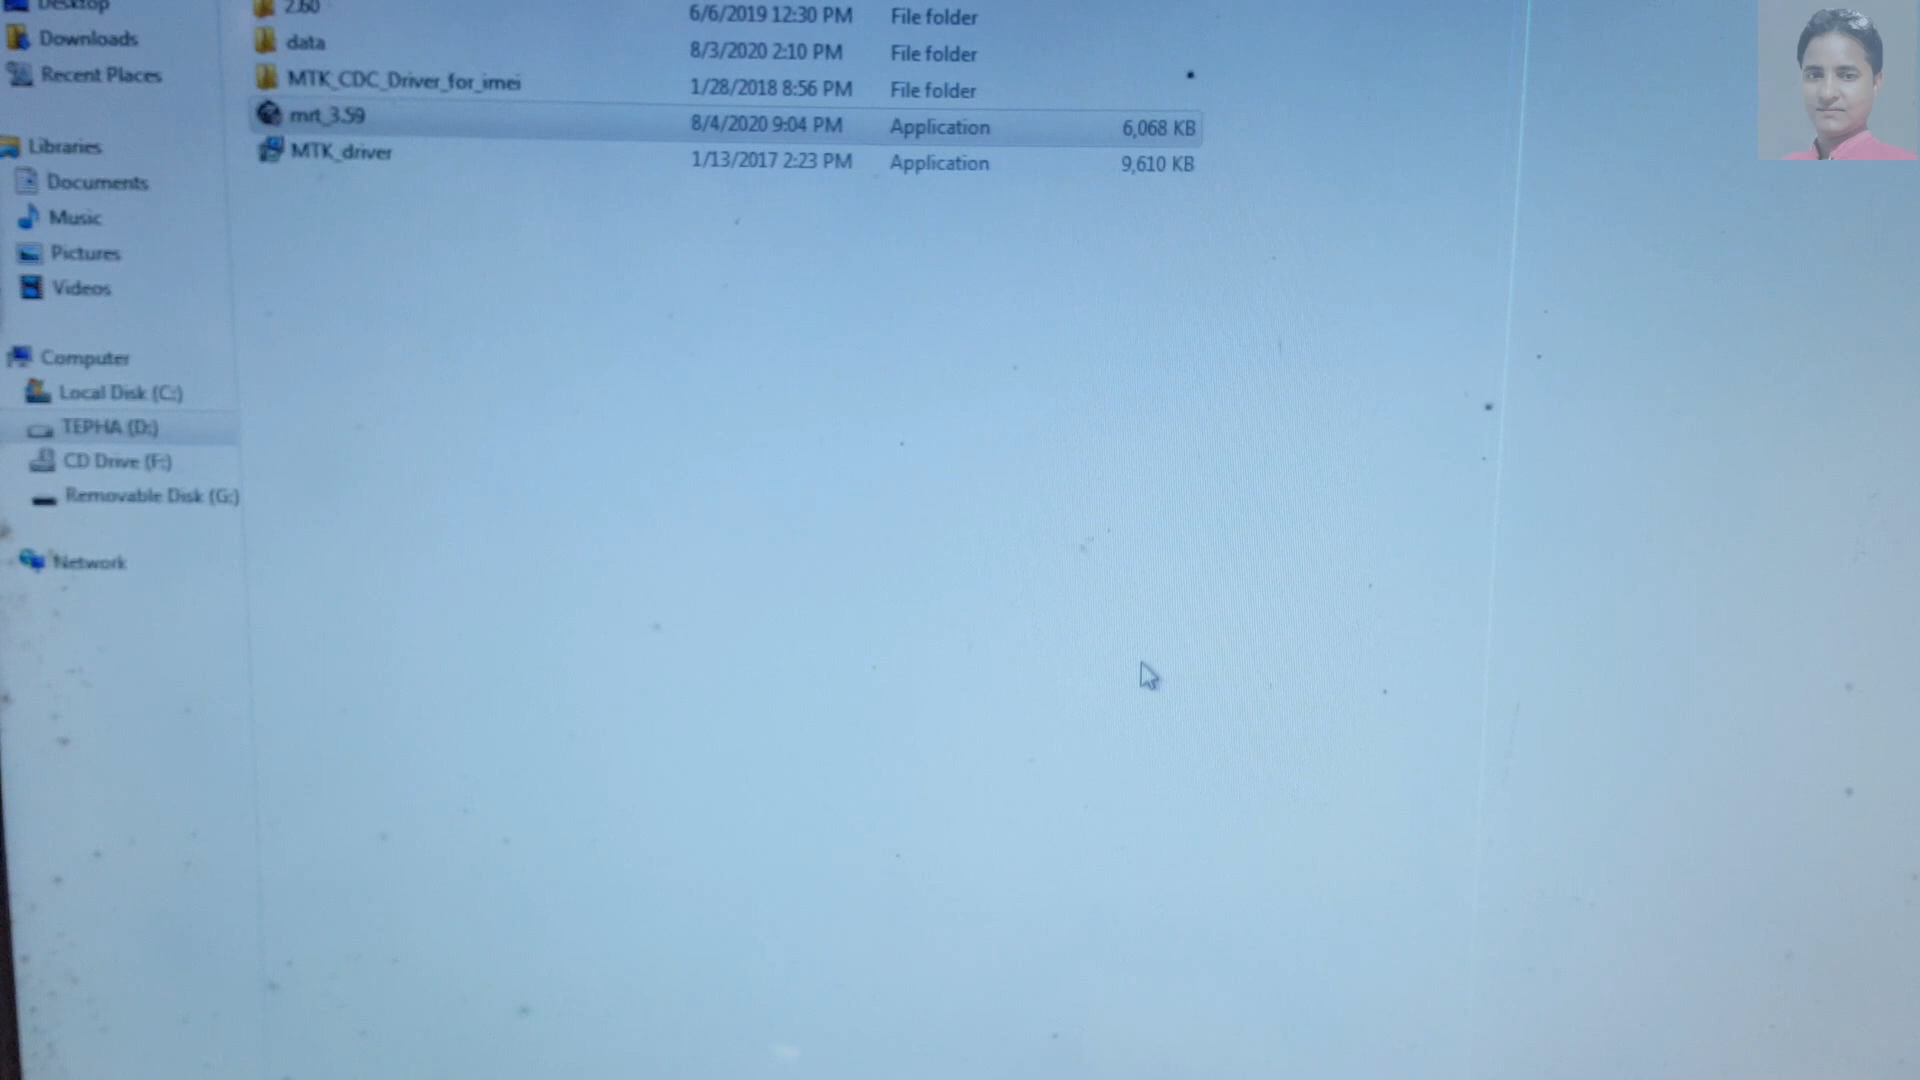 Desktop
Downloads
Recent Places
Libraries
Documents
Music
Pictures
Videos
Computer
Local Disk (C:)
TEPHA (D:)
CD Drive (F:)
Removable Disk (G:)
Network
2.60 6/6/2019 12:30 PM File folder
data 8/3/2020 2:10 PM File folder
MTK_CDC_Driver_for_imei 1/28/2018 8:56 PM File folder
mrt_3.59 8/4/2020 9:04 PM Application 6,068 KB
MTK_driver 1/13/2017 2:23 PM Application 9,610 KB